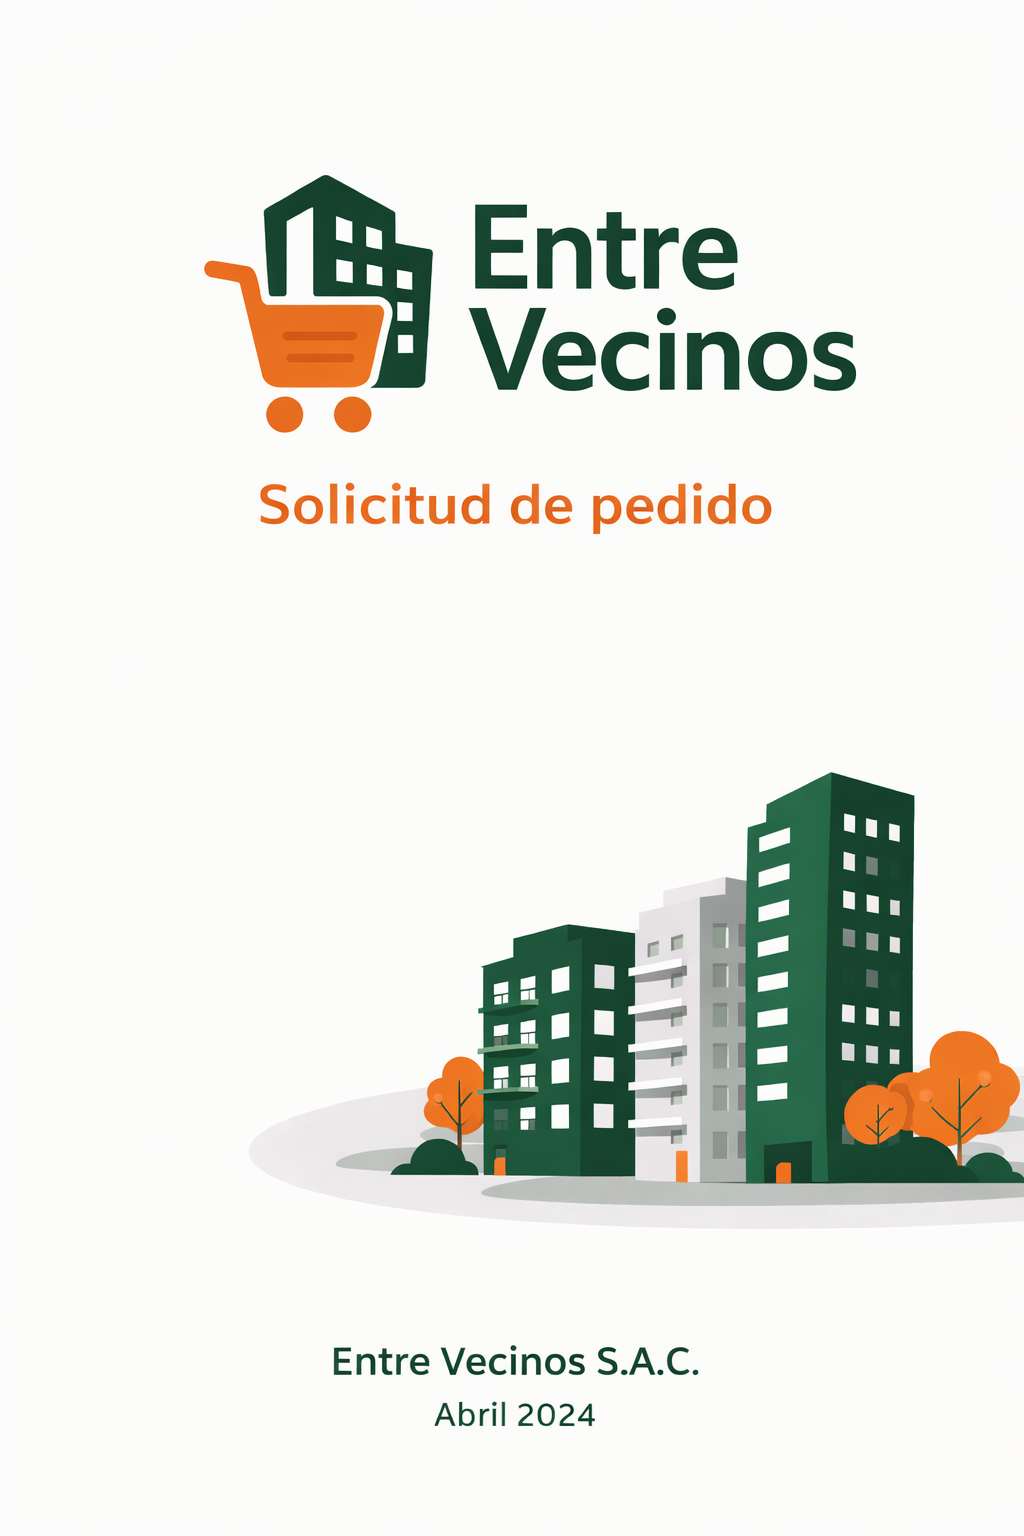 Entre
Vecinos
Solicitud de pedido
Entre Vecinos S.A.C.
Abril 2024